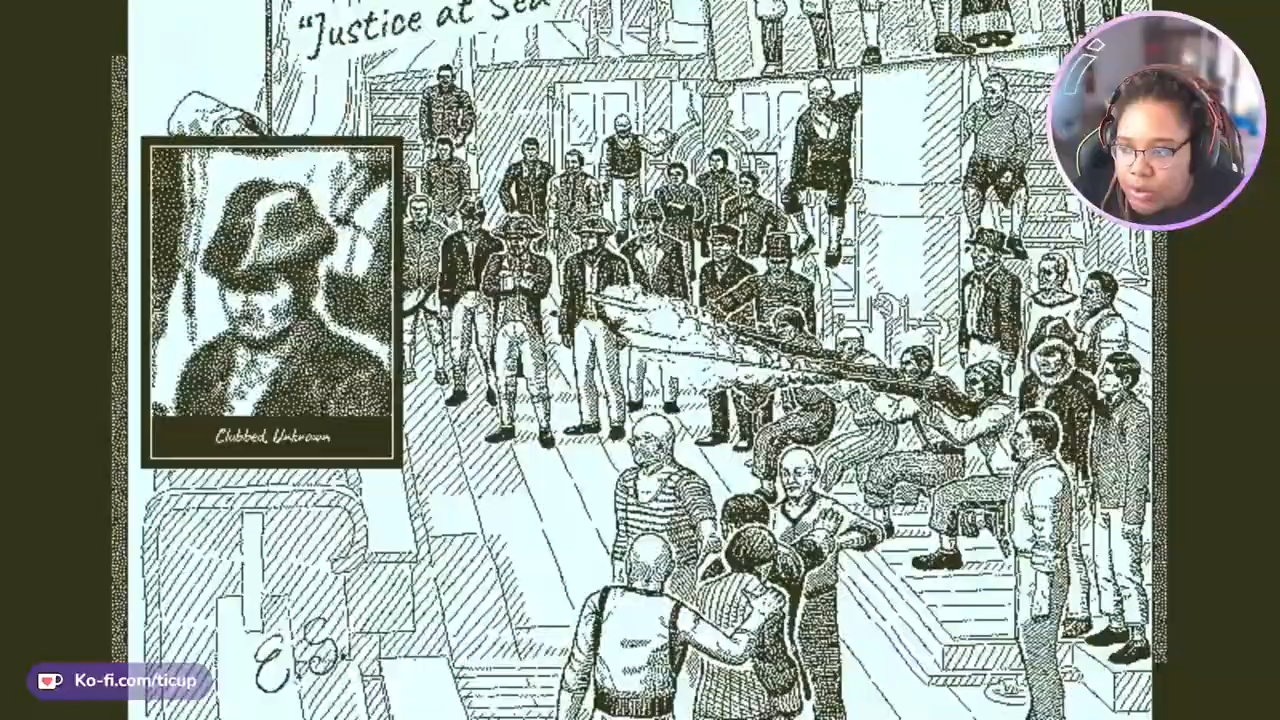 "Justice at Sea
Clubbed, Unknown
E.S.
Ko-fi.com/ticup